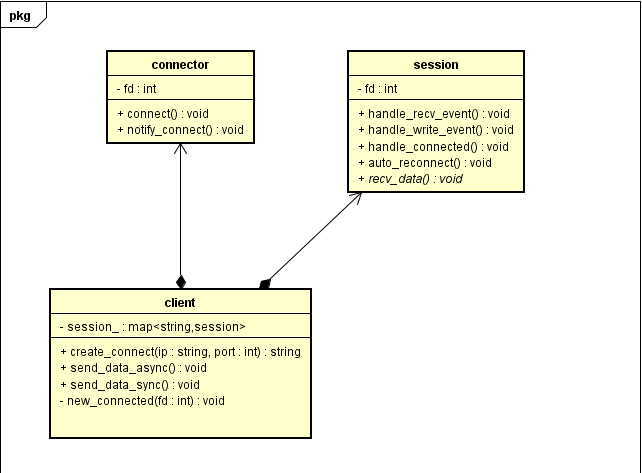 pkg
connector
- fd : int
+ connect() : void
+ notify_connect() : void
session
- fd : int
+ handle_recv_event() : void
+ handle_write_event() : void
+ handle_connected() : void
+ auto_reconnect() : void
+ recv_data() : void
client
- session_ : map<string,session>
+ create_connect(ip : string, port : int) : string
+ send_data_async() : void
+ send_data_sync() : void
- new_connected(fd : int) : void